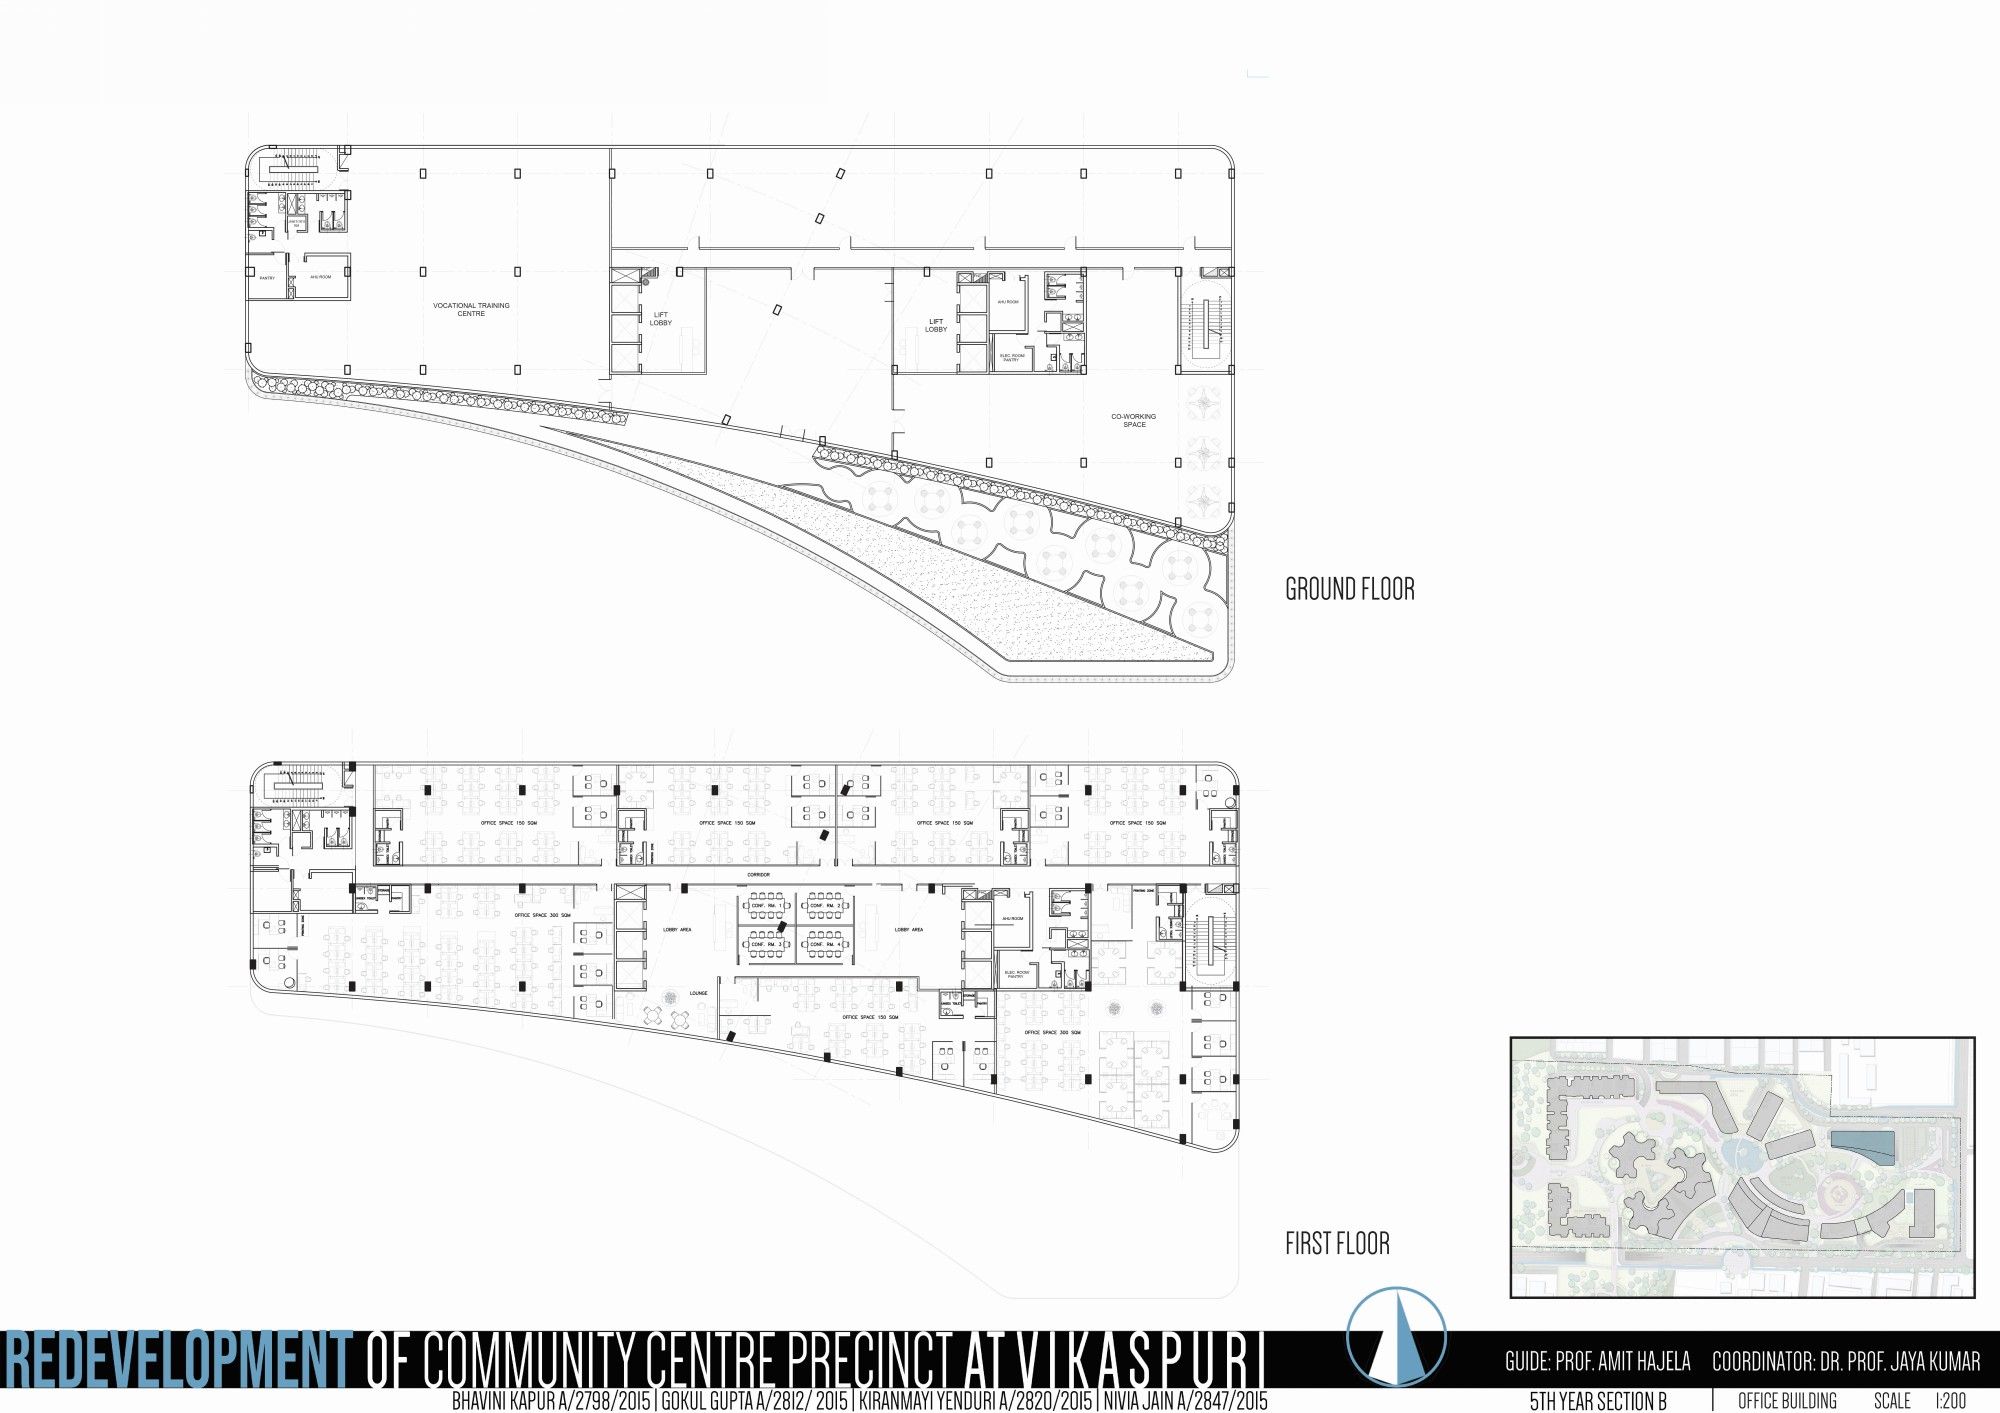 PANTRY
AHU ROOM
VOCATIONAL TRAINING
CENTRE
LIFT
LOBBY
LIFT
LOBBY
AHU ROOM
ELEC. ROOM/
PANTRY
CO-WORKING
SPACE
GROUND FLOOR
OFFICE SPACE 150 SQM
OFFICE SPACE 150 SQM
OFFICE SPACE 150 SQM
OFFICE SPACE 150 SQM
CORRIDOR
OFFICE SPACE 300 SQM
PRINTING ZONE
LOBBY AREA
CONF. RM. 1
CONF. RM. 2
CONF. RM. 3
CONF. RM. 4
LOBBY AREA
AHU ROOM
ELEC. ROOM/
PANTRY
PRINTING ZONE
LOUNGE
OFFICE SPACE 150 SQM
OFFICE SPACE 300 SQM
FIRST FLOOR
REDEVELOPMENT OF COMMUNITY CENTRE PRECINCT AT VIKASPURI
GUIDE: PROF. AMIT HAJELA COORDINATOR: DR. PROF. JAYA KUMAR
BHAVINI KAPUR A/2798/2015 | GOKUL GUPTA A/2812/ 2015 | KIRANMAYI YENDURI A/2820/2015 | NIVIA JAIN A/2847/2015
5TH YEAR SECTION B | OFFICE BUILDING SCALE 1:200